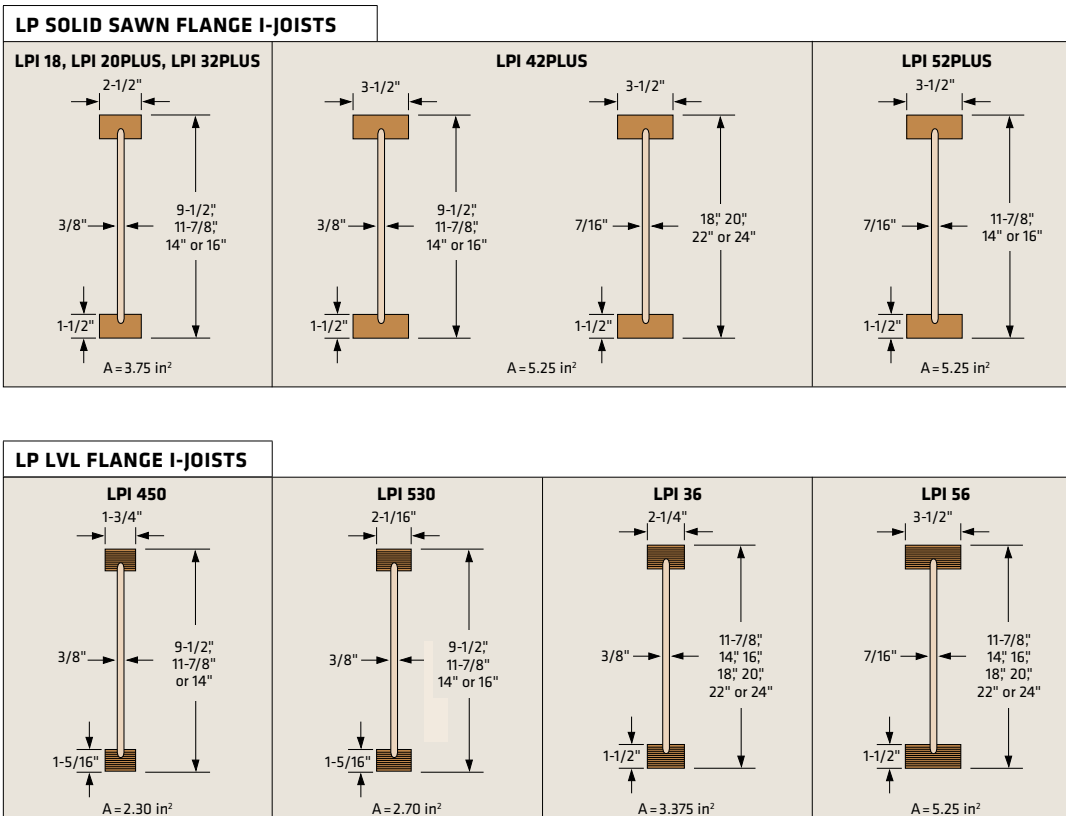 LP SOLID SAWN FLANGE I-JOISTS
LPI 18, LPI 20PLUS, LPI 32PLUS
2-1/2"
3/8"
9-1/2",
11-7/8",
14" or 16"
1-1/2"
A = 3.75 in²
LPI 42PLUS
3-1/2"
3/8"
9-1/2",
11-7/8",
14" or 16"
1-1/2"
3-1/2"
7/16"
18", 20",
22" or 24"
1-1/2"
A = 5.25 in²
LPI 52PLUS
3-1/2"
7/16"
11-7/8",
14" or 16"
1-1/2"
A = 5.25 in²
LP LVL FLANGE I-JOISTS
LPI 450
1-3/4"
3/8"
9-1/2",
11-7/8"
or 14"
1-5/16"
A = 2.30 in²
LPI 530
2-1/16"
3/8"
9-1/2",
11-7/8"
14" or 16"
1-5/16"
A = 2.70 in²
LPI 36
2-1/4"
3/8"
11-7/8",
14", 16",
18", 20",
22" or 24"
1-1/2"
A = 3.375 in²
LPI 56
3-1/2"
7/16"
11-7/8",
14", 16",
18", 20",
22" or 24"
1-1/2"
A = 5.25 in²